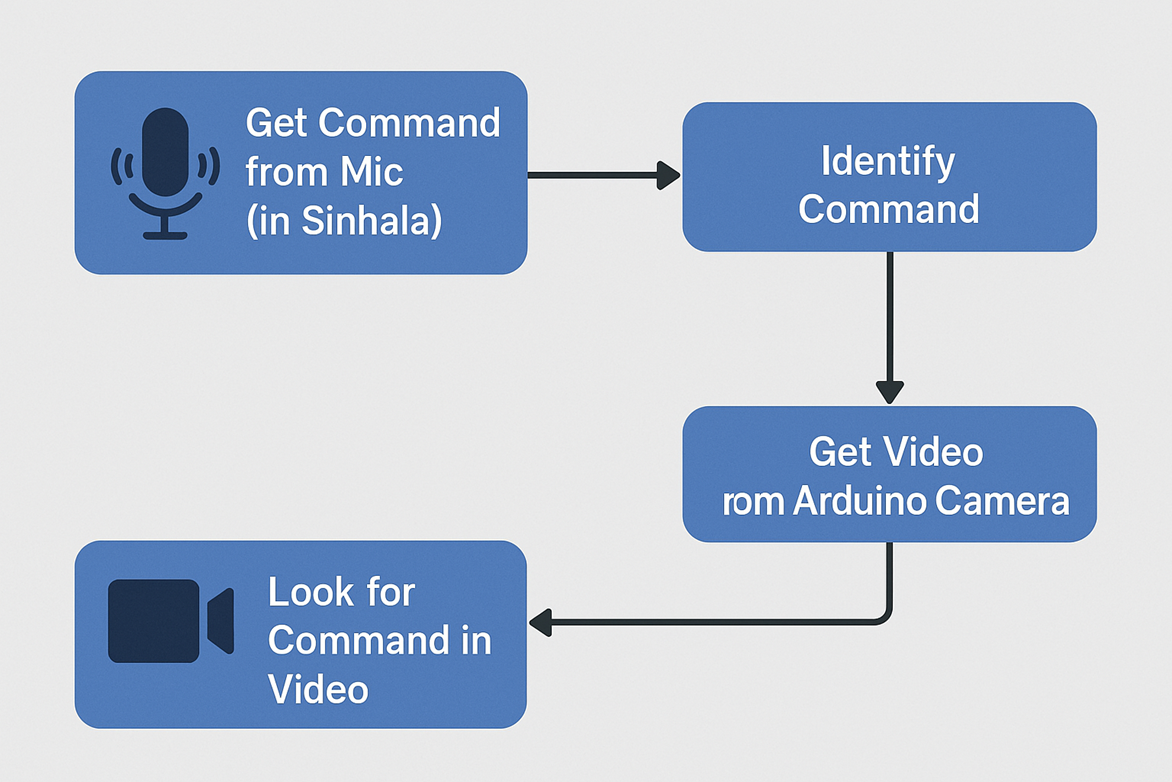 Get Command
from Mic
(in Sinhala)
Identify
Command
Get Video
rom Arduino Camera
Look for
Command in
Video